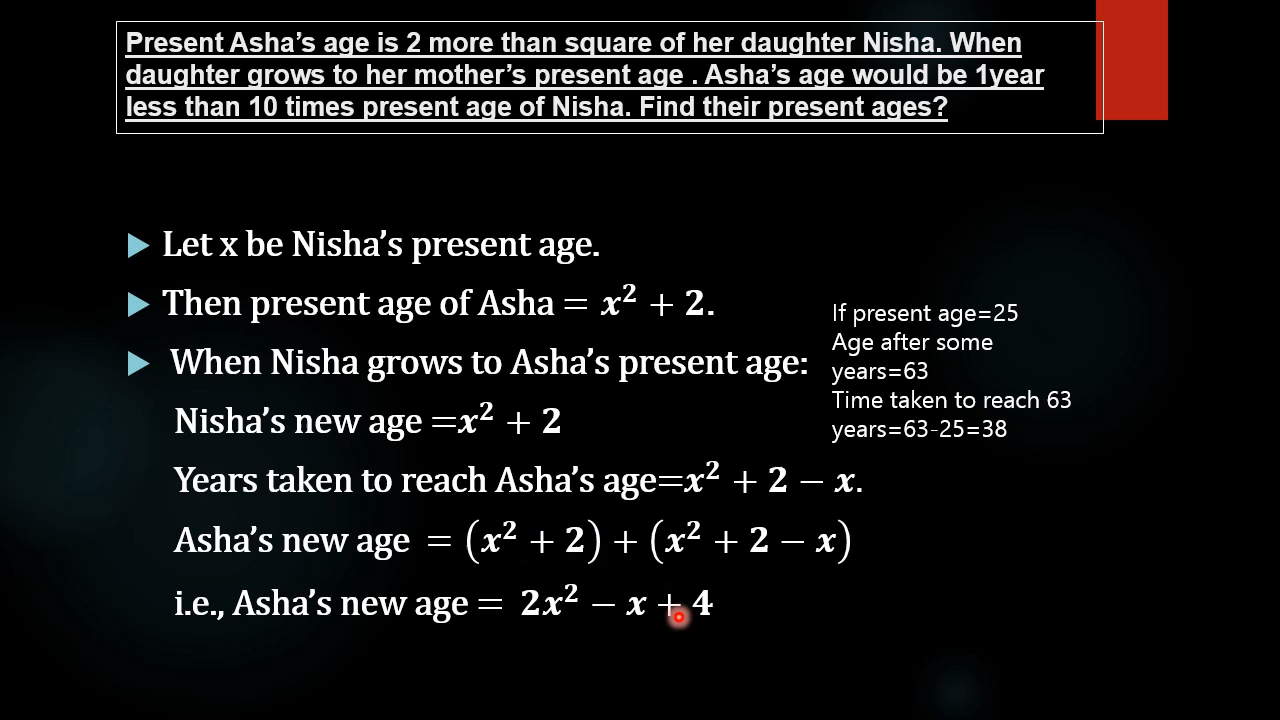 Present Asha’s age is 2 more than square of her daughter Nisha. When
daughter grows to her mother’s present age . Asha’s age would be 1year
less than 10 times present age of Nisha. Find their present ages?
Let x be Nisha’s present age.
Then present age of Asha = x² + 2.
When Nisha grows to Asha’s present age:
Nisha’s new age =x² + 2
Years taken to reach Asha’s age=x² + 2 − x.
Asha’s new age = (x² + 2) + (x² + 2 − x)
i.e., Asha’s new age = 2x² − x + 4
If present age=25
Age after some
years=63
Time taken to reach 63
years=63-25=38